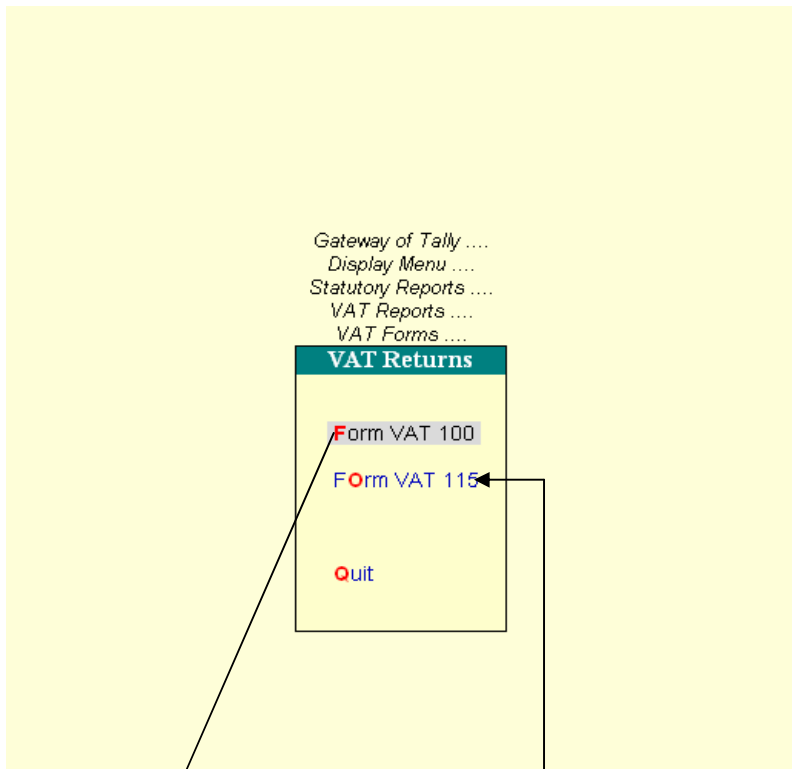 Gateway of Tally ....
Display Menu ....
Statutory Reports ....
VAT Reports ....
VAT Forms ....
VAT Returns
Form VAT 100
FOrm VAT 115
Quit